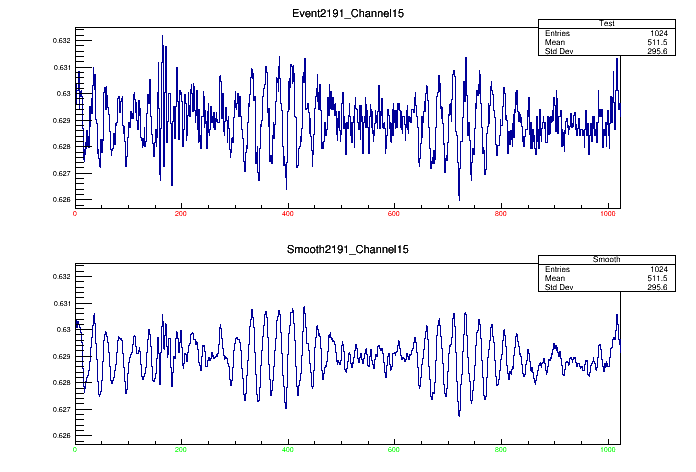 Event2191_Channel15
Test
Entries 1024
Mean 511.5
Std Dev 295.6
0.632
0.631
0.63
0.629
0.628
0.627
0.626
0 200 400 600 800 1000
Smooth2191_Channel15
Smooth
Entries 1024
Mean 511.5
Std Dev 295.6
0.632
0.631
0.63
0.629
0.628
0.627
0.626
0 200 400 600 800 1000